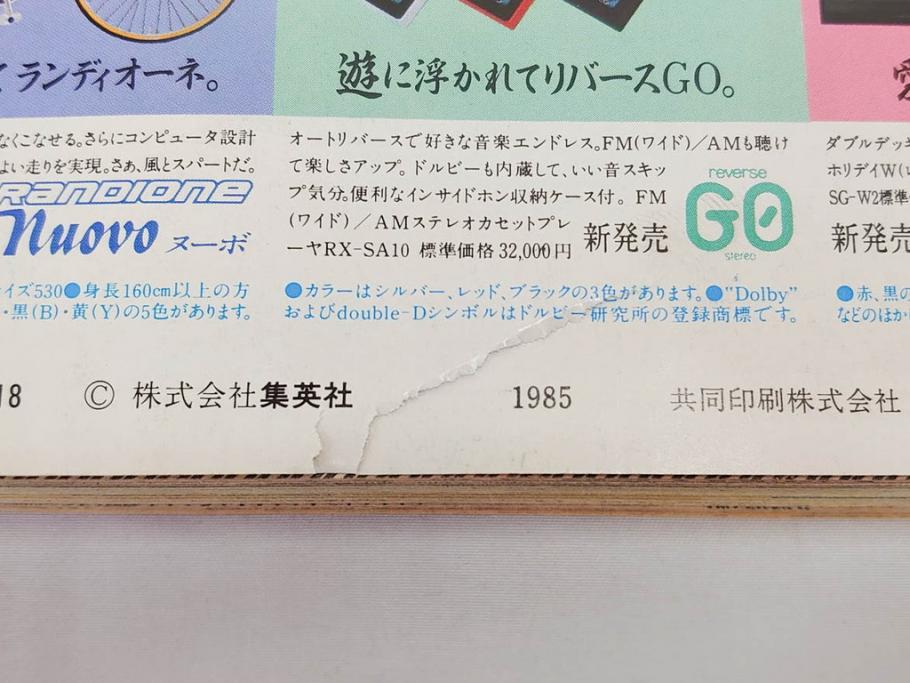 てランディオーネ。
なくこなせる。さらにコンピュータ設計
よい走りを実現。さあ、風とスパートだ。
RANDIONE
Nuovo ヌーボ
イズ530●身長160cm以上の方
・黒(B)・黄(Y)の5色があります。
遊に浮かれてリバースGO。
オートリバースで好きな音楽エンドレス。FM(ワイド)/AMも聴け
て楽しさアップ。ドルビーも内蔵して、いい音スキッ
プ気分。便利なインサイドホン収納ケース付。FM
(ワイド)/AMステレオカセットプレ
ーヤRX-SA10 標準価格32,000円
新発売
reverse
GO
stereo
●カラーはシルバー、レッド、ブラックの3色があります。●"Dolby"
およびdouble-Dシンボルはドルビー研究所の登録商標です。
ダブルデッキ
ホリデイW(
SG-W2標準
新発売
●赤、黒の
などのほか
18 © 株式会社集英社 1985 共同印刷株式会社